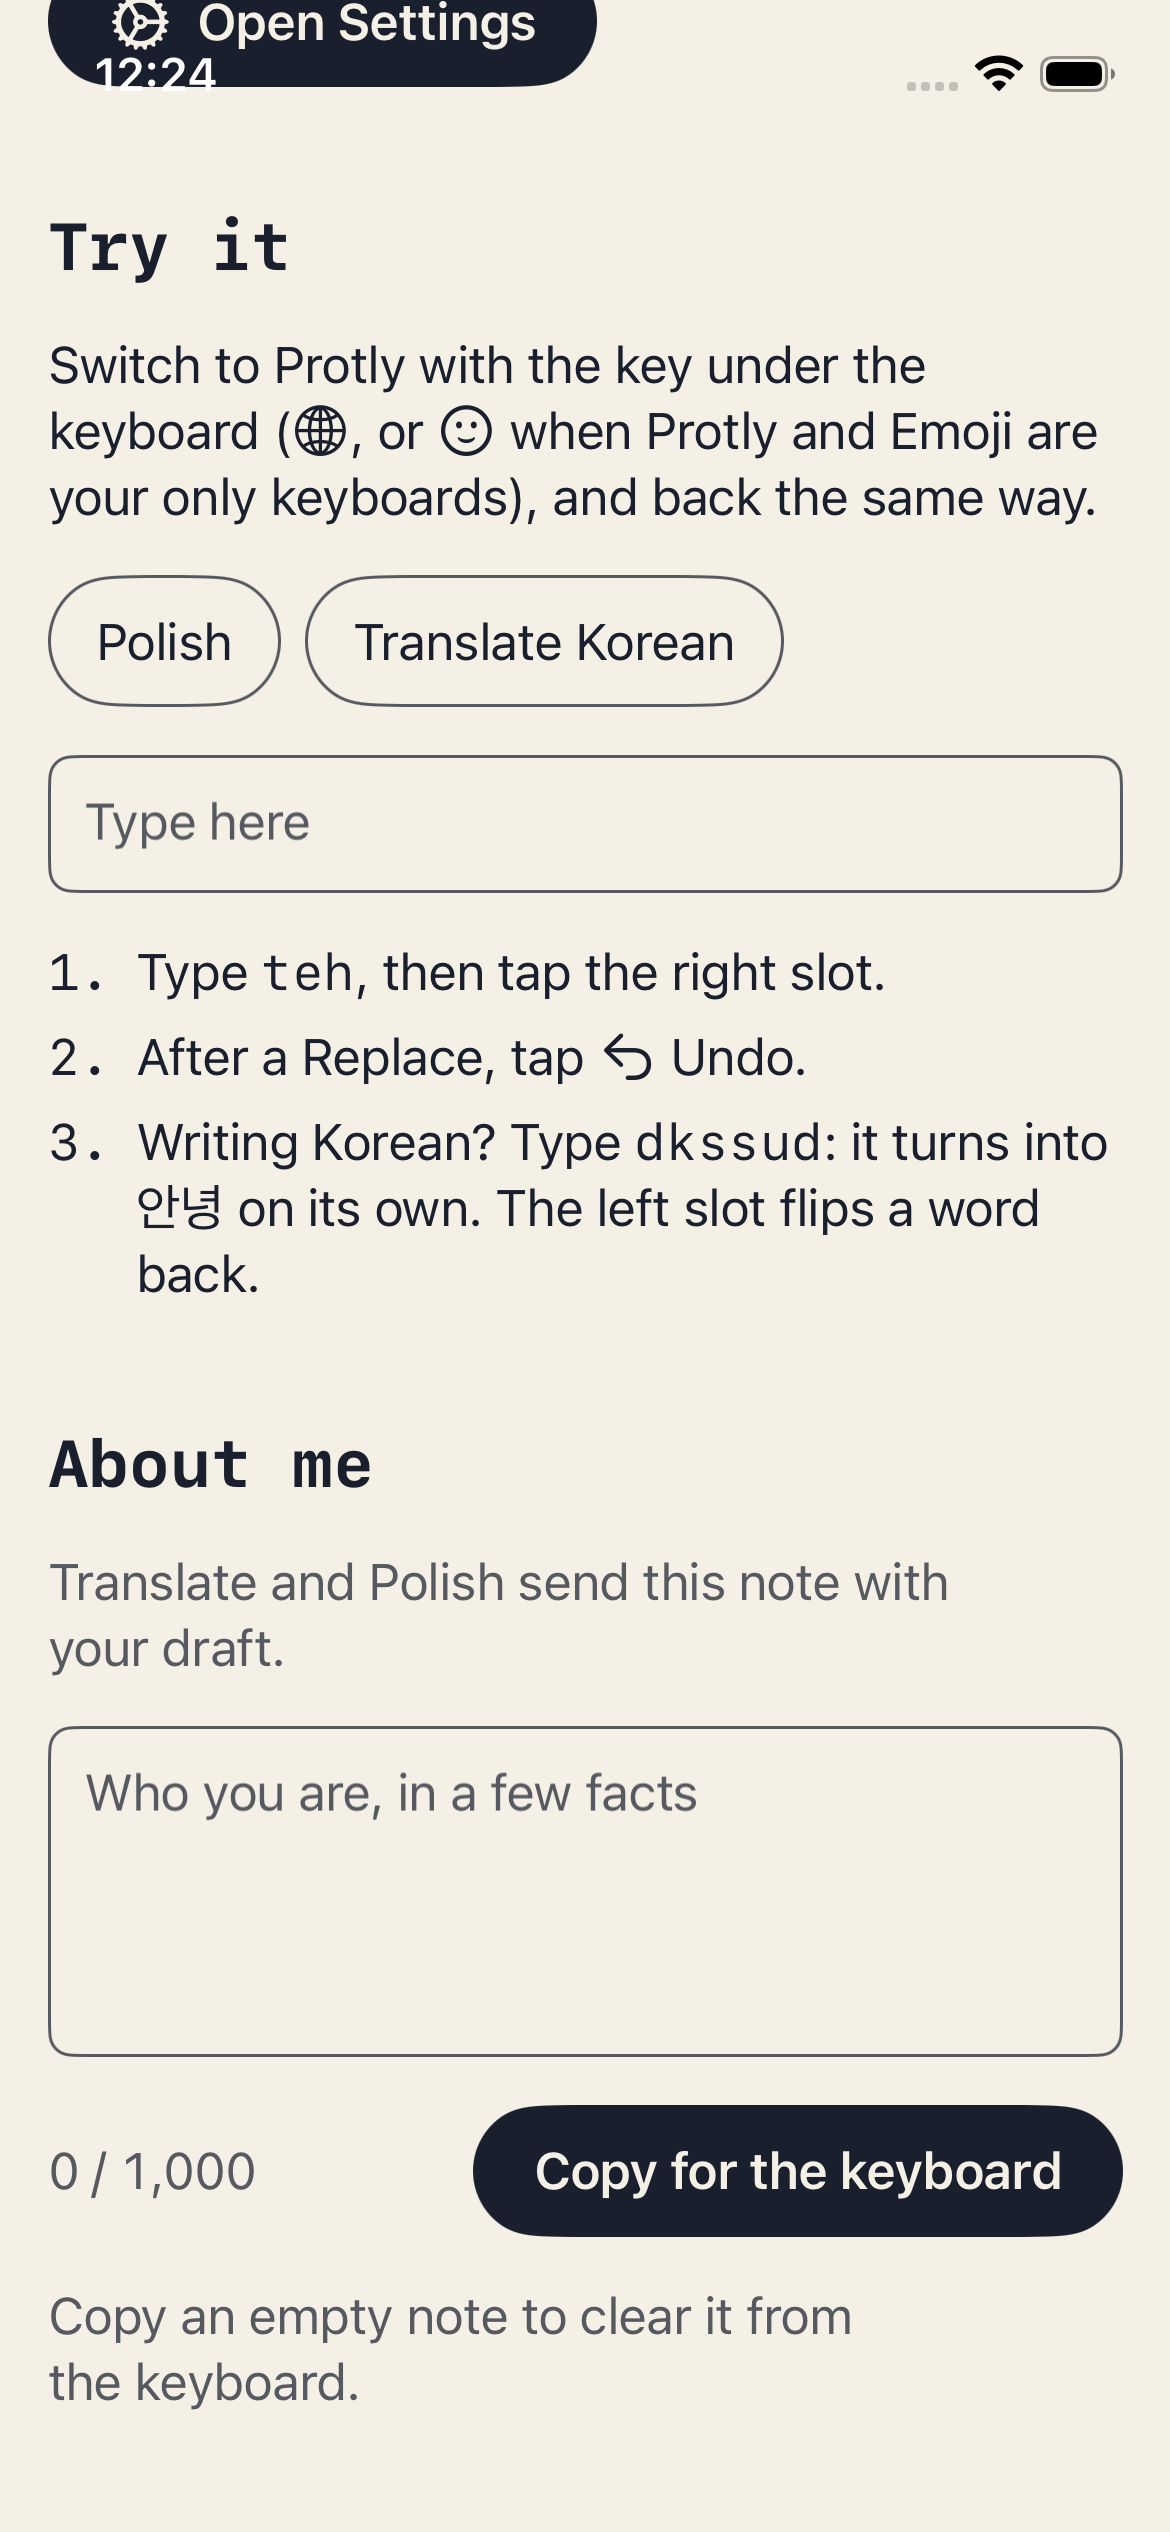 Open Settings
12:24
Try it
Switch to Protly with the key under the
keyboard (🌐, or ☺ when Protly and Emoji are
your only keyboards), and back the same way.
Polish
Translate Korean
Type here
1. Type teh, then tap the right slot.
2. After a Replace, tap ↩ Undo.
3. Writing Korean? Type dkssud: it turns into
안녕 on its own. The left slot flips a word
back.
About me
Translate and Polish send this note with
your draft.
Who you are, in a few facts
0 / 1,000
Copy for the keyboard
Copy an empty note to clear it from
the keyboard.